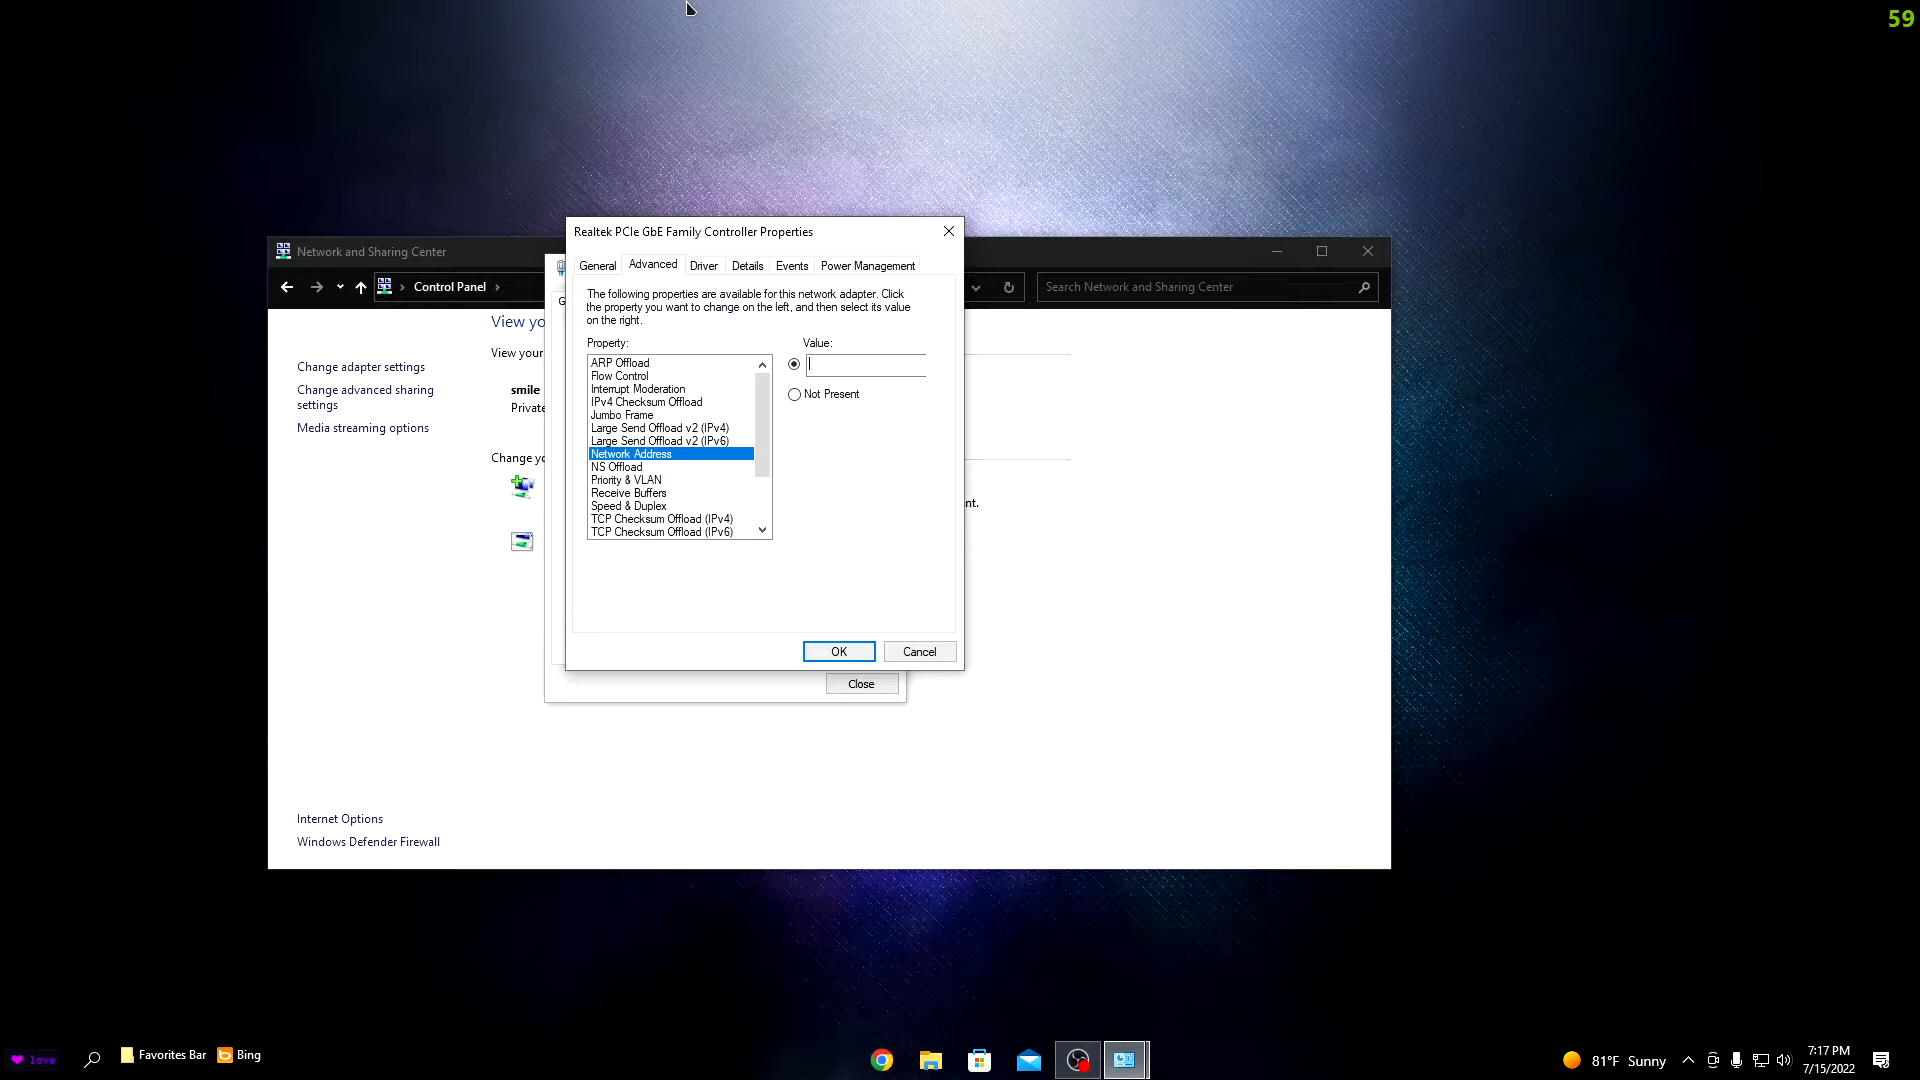 59
Realtek PCIe GbE Family Controller Properties
Network and Sharing Center
General Advanced Driver Details Events Power Management
Control Panel
Search Network and Sharing Center
The following properties are available for this network adapter. Click
the property you want to change on the left, and then select its value
on the right.
View yo
View your
Property:
Value:
ARP Offload
Flow Control
Interrupt Moderation
IPv4 Checksum Offload
Jumbo Frame
Large Send Offload v2 (IPv4)
Large Send Offload v2 (IPv6)
Network Address
NS Offload
Priority & VLAN
Receive Buffers
Speed & Duplex
TCP Checksum Offload (IPv4)
TCP Checksum Offload (IPv6)
Not Present
Change adapter settings
Change advanced sharing
settings
Media streaming options
smile
Private
Change yo
nt.
OK Cancel
Close
Internet Options
Windows Defender Firewall
love
Favorites Bar
Bing
81°F Sunny
7:17 PM
7/15/2022